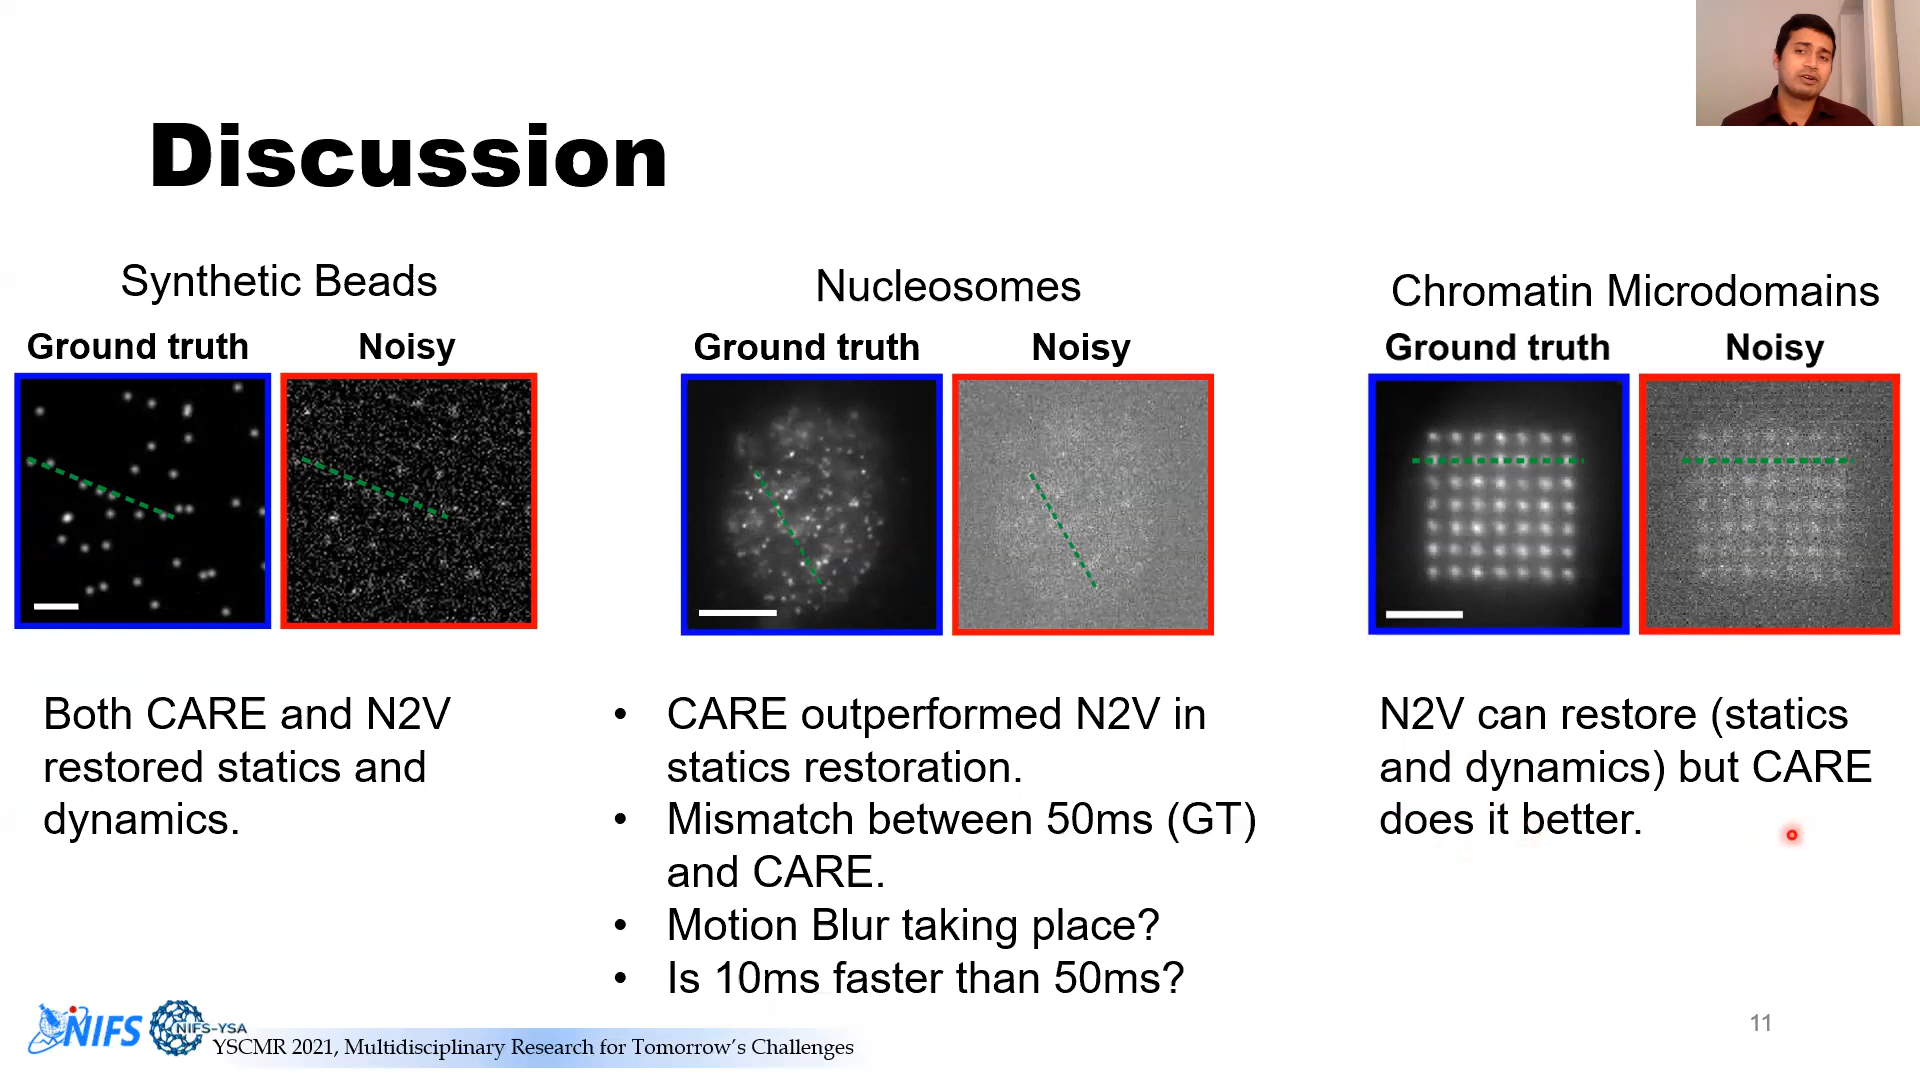 Discussion
Synthetic Beads
Ground truth
Noisy
Both CARE and N2V
restored statics and
dynamics.
Nucleosomes
Ground truth
Noisy
• CARE outperformed N2V in
statics restoration.
• Mismatch between 50ms (GT)
and CARE.
• Motion Blur taking place?
• Is 10ms faster than 50ms?
Chromatin Microdomains
Ground truth
Noisy
N2V can restore (statics
and dynamics) but CARE
does it better.
NIFS
NIFS-YSA
YSCMR 2021, Multidisciplinary Research for Tomorrow's Challenges
11